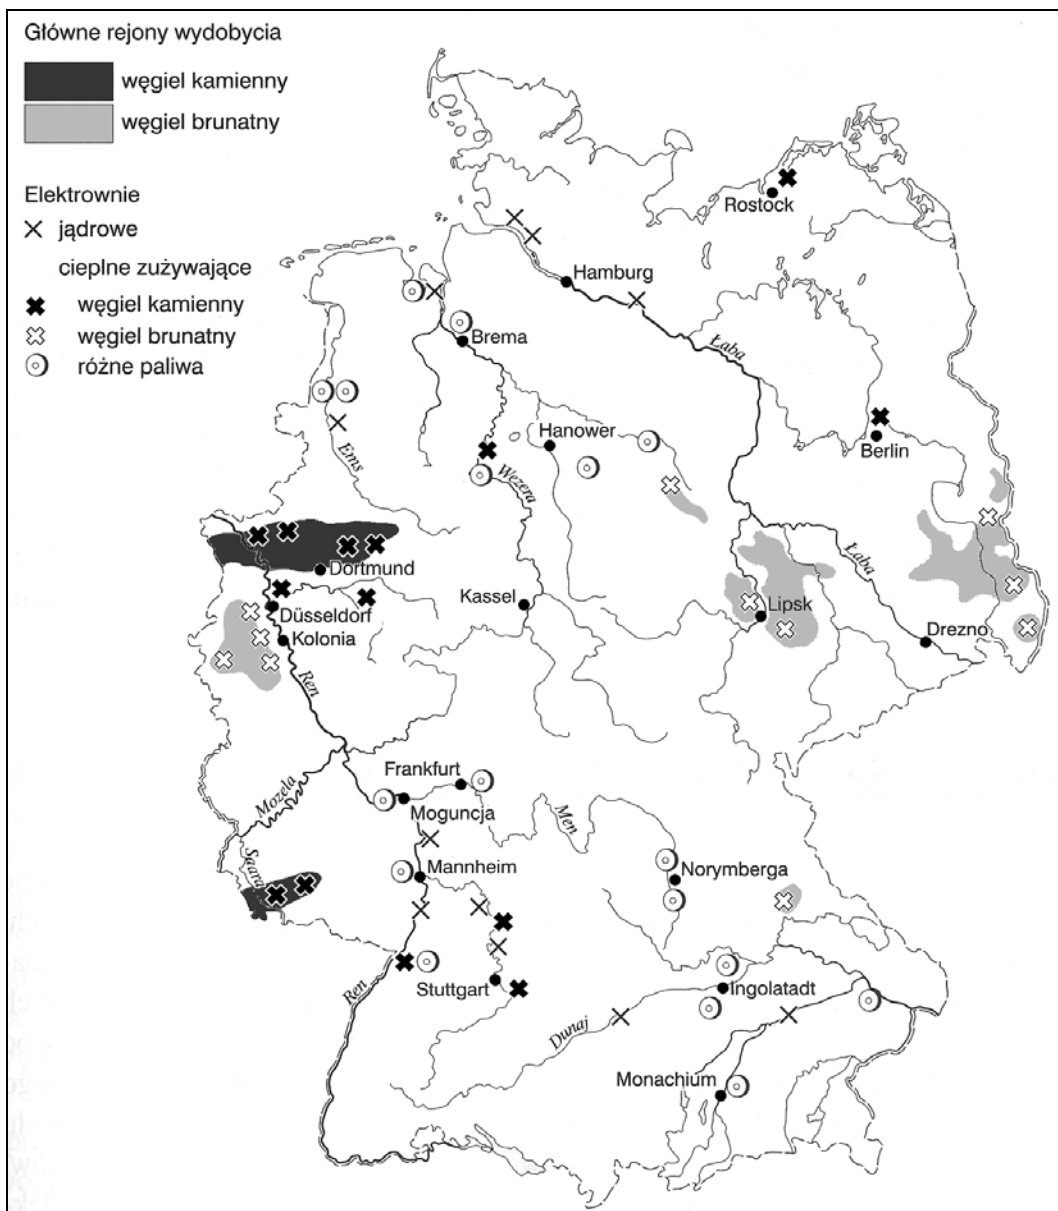 Główne rejony wydobycia
węgiel kamienny
węgiel brunatny
Elektrownie
jądrowe
cieplne zużywające
węgiel kamienny
węgiel brunatny
różne paliwa
Rostock
Hamburg
Brema
Łaba
Hanower
Berlin
Ems
Wezera
Dortmund
Łaba
Kassel
Düsseldorf
Lipsk
Kolonia
Drezno
Ren
Frankfurt
Mozela
Moguncja
Men
Saara
Mannheim
Norymberga
Ren
Stuttgart
Ingolatadt
Dunaj
Monachium